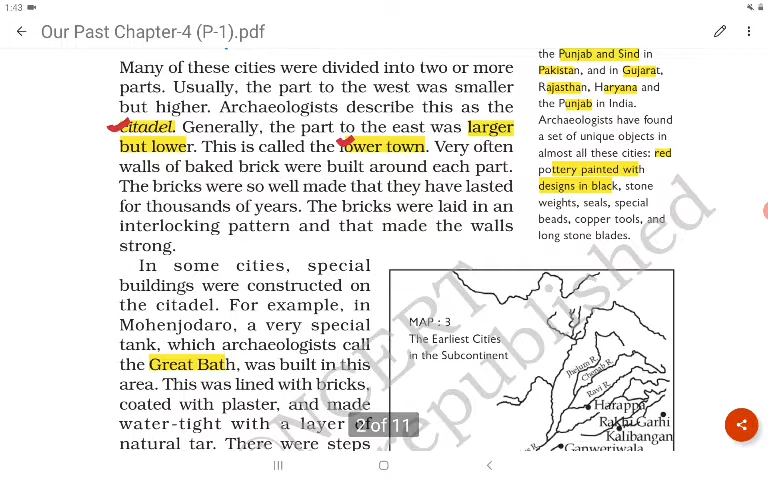 1:43
Our Past Chapter-4 (P-1).pdf
Many of these cities were divided into two or more
parts. Usually, the part to the west was smaller
but higher. Archaeologists describe this as the
citadel. Generally, the part to the east was larger
but lower. This is called the lower town. Very often
walls of baked brick were built around each part.
The bricks were so well made that they have lasted
for thousands of years. The bricks were laid in an
interlocking pattern and that made the walls
strong.
In some cities, special
buildings were constructed on
the citadel. For example, in
Mohenjodaro, a very special
tank, which archaeologists call
the Great Bath, was built in this
area. This was lined with bricks,
coated with plaster, and made
water-tight with a layer of
natural tar. There were steps
the Punjab and Sind in
Pakistan, and in Gujarat,
Rajasthan, Haryana and
the Punjab in India.
Archaeologists have found
a set of unique objects in
almost all these cities: red
pottery painted with
designs in black, stone
weights, seals, special
beads, copper tools, and
long stone blades.
MAP : 3
The Earliest Cities
in the Subcontinent
Jhelum R.
Chenab R.
Ravi R.
Harappa
Rakhi Garhi
Kalibangan
Ganweriwala
2 of 11
NCERT
republished